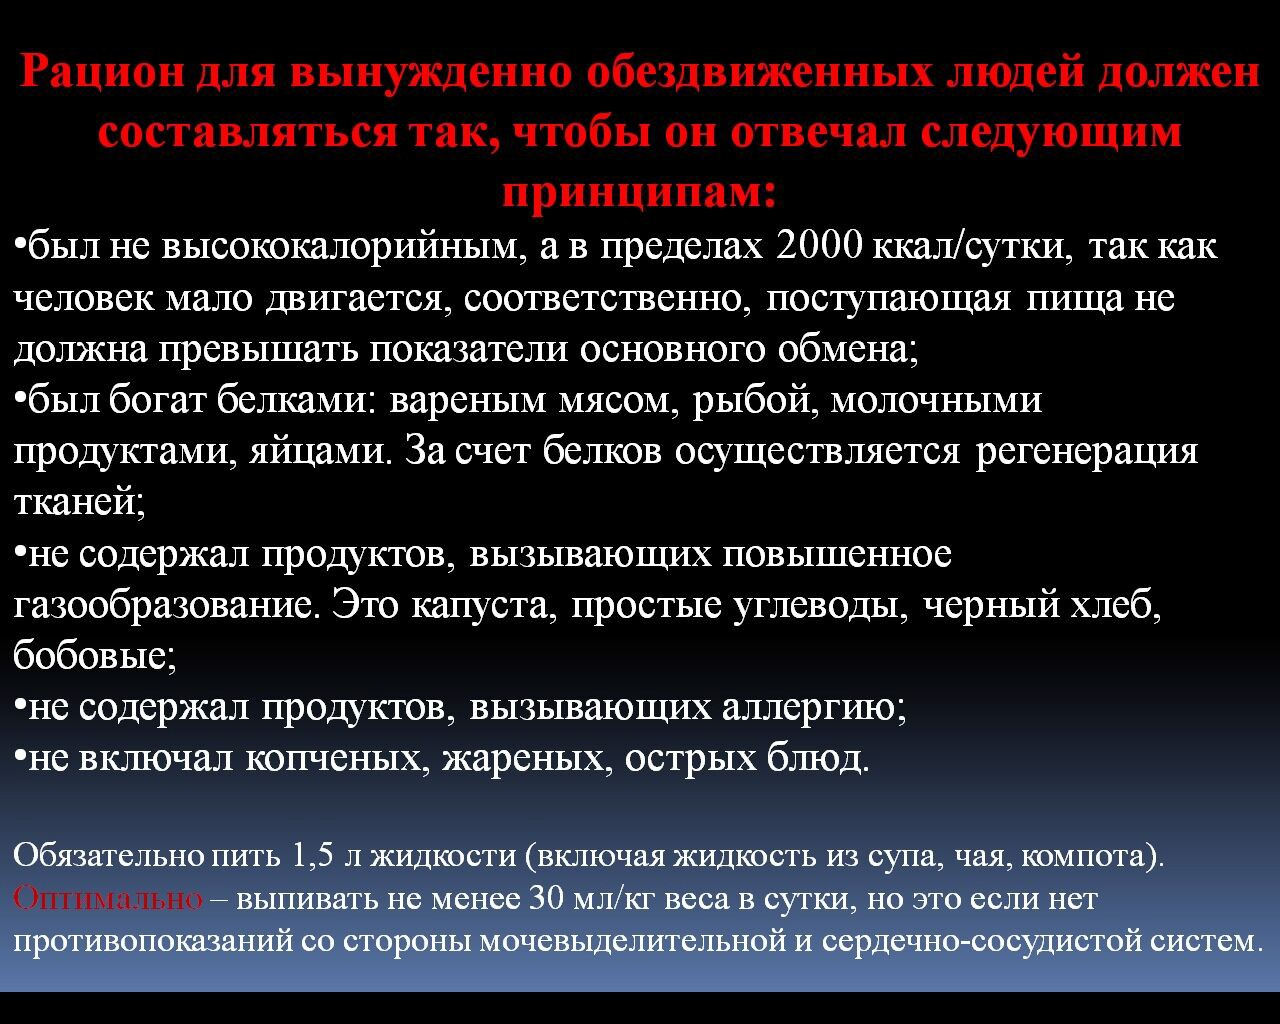 Рацион для вынужденно обездвиженных людей должен
составляться так, чтобы он отвечал следующим
принципам:
•был не высококалорийным, а в пределах 2000 ккал/сутки, так как
человек мало двигается, соответственно, поступающая пища не
должна превышать показатели основного обмена;
•был богат белками: вареным мясом, рыбой, молочными
продуктами, яйцами. За счет белков осуществляется регенерация
тканей;
•не содержал продуктов, вызывающих повышенное
газообразование. Это капуста, простые углеводы, черный хлеб,
бобовые;
•не содержал продуктов, вызывающих аллергию;
•не включал копченых, жареных, острых блюд.
Обязательно пить 1,5 л жидкости (включая жидкость из супа, чая, компота).
Оптимально – выпивать не менее 30 мл/кг веса в сутки, но это если нет
противопоказаний со стороны мочевыделительной и сердечно-сосудистой систем.